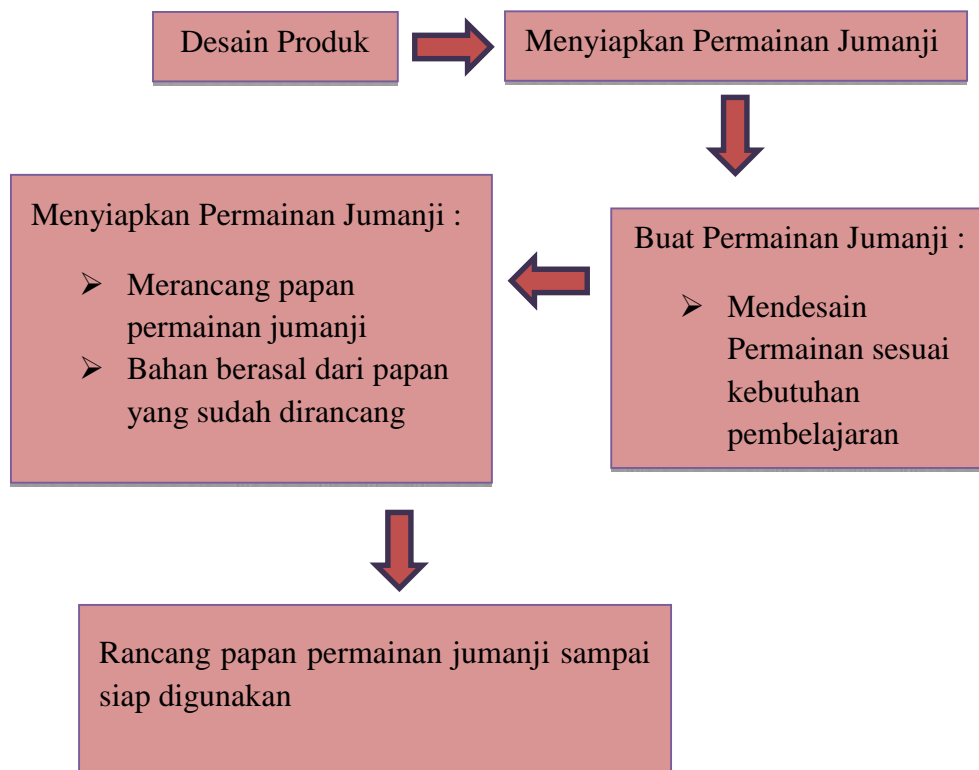 Desain Produk
Menyiapkan Permainan Jumanji
Buat Permainan Jumanji :
➢ Mendesain
Permainan sesuai
kebutuhan
pembelajaran
Menyiapkan Permainan Jumanji :
➢ Merancang papan
permainan jumanji
➢ Bahan berasal dari papan
yang sudah dirancang
Rancang papan permainan jumanji sampai
siap digunakan